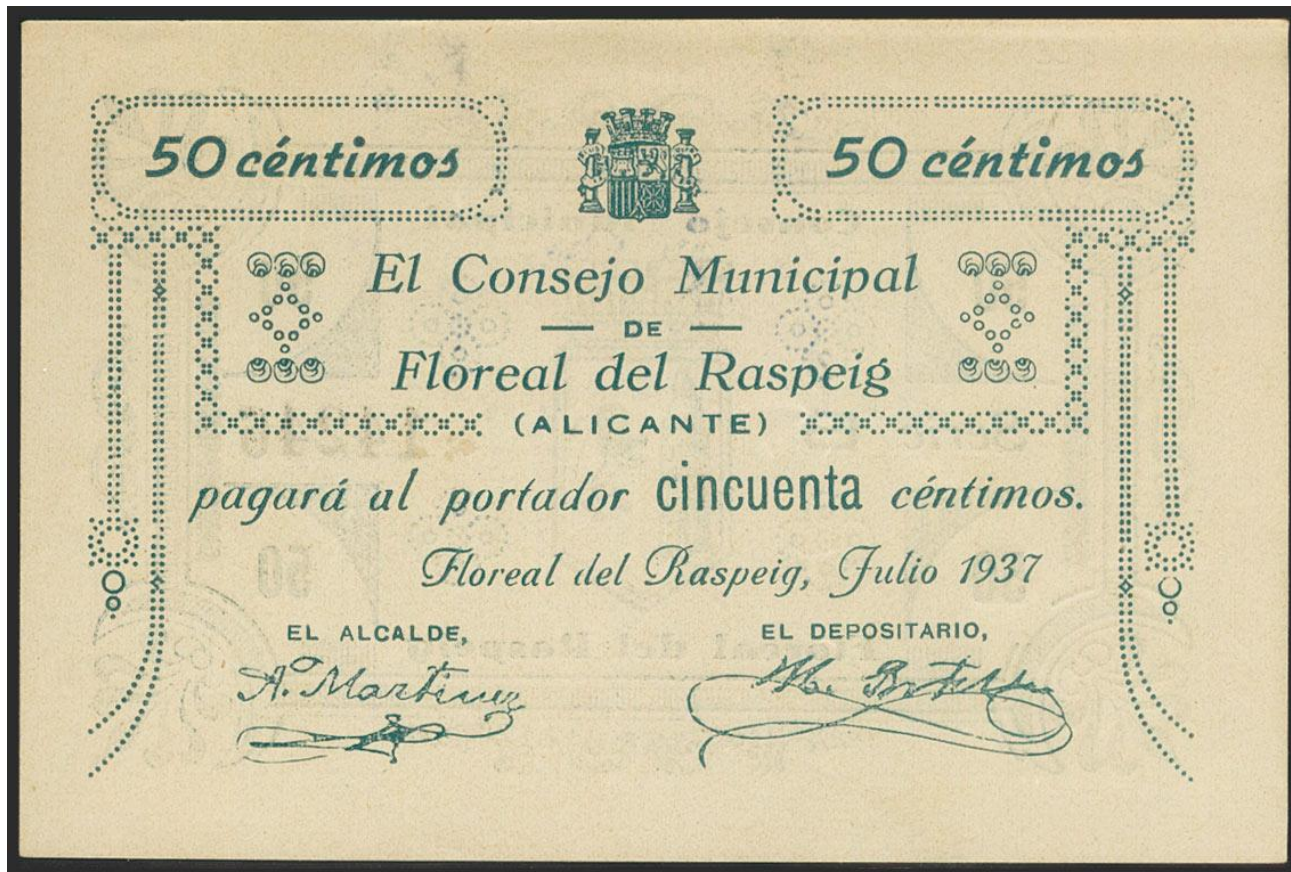 50 céntimos
50 céntimos
El Consejo Municipal
— DE —
Floreal del Raspeig
(ALICANTE)
pagará al portador cincuenta céntimos.
Floreal del Raspeig, Julio 1937
EL ALCALDE,
EL DEPOSITARIO,
A. Martinez